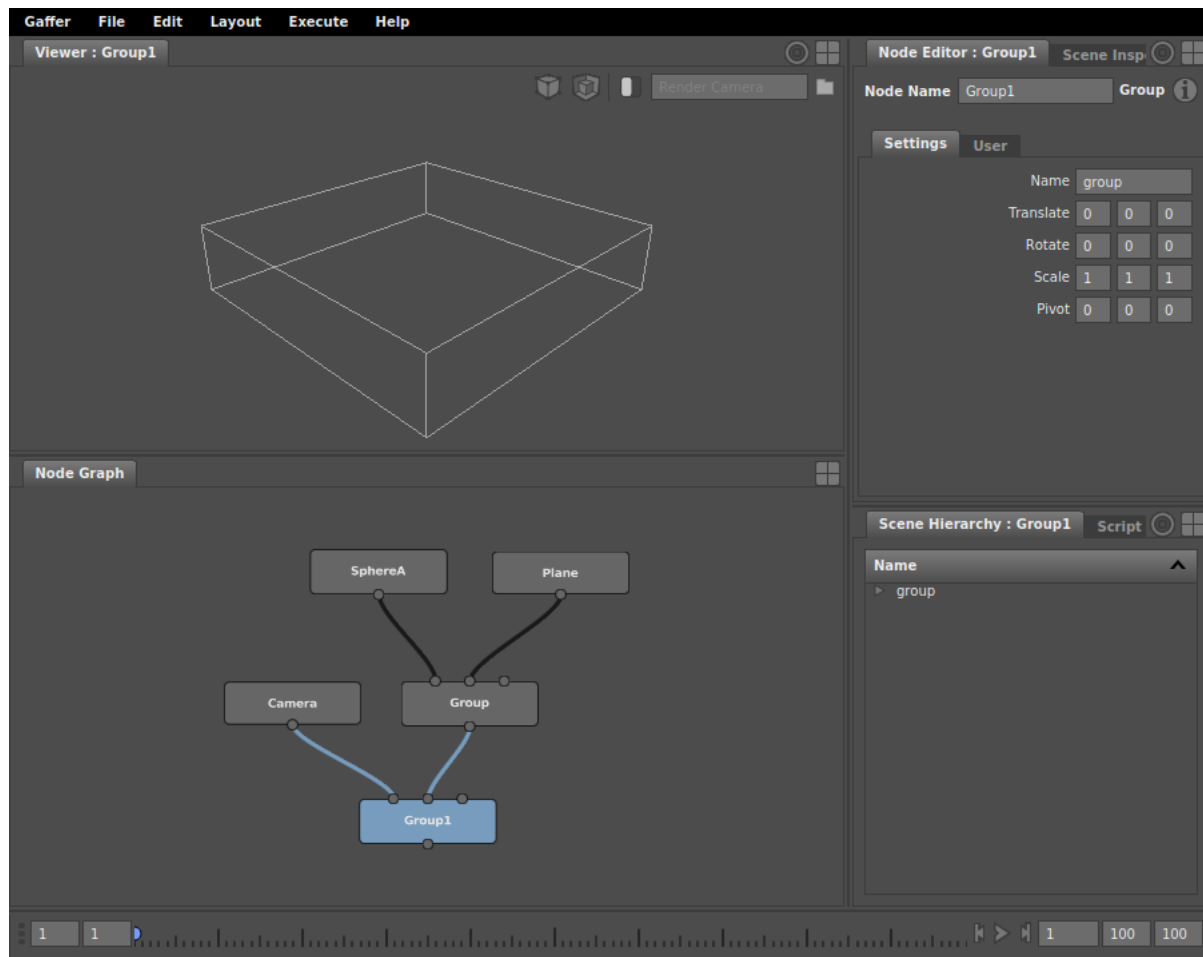 Gaffer File Edit Layout Execute Help
Viewer : Group1
Render Camera
Node Editor : Group1 Scene Insp
Node Name Group1 Group
Settings User
Name group
Translate 0 0 0
Rotate 0 0 0
Scale 1 1 1
Pivot 0 0 0
Node Graph
SphereA Plane
Camera Group
Group1
Scene Hierarchy : Group1 Script
Name
group
1 1 1 100 100